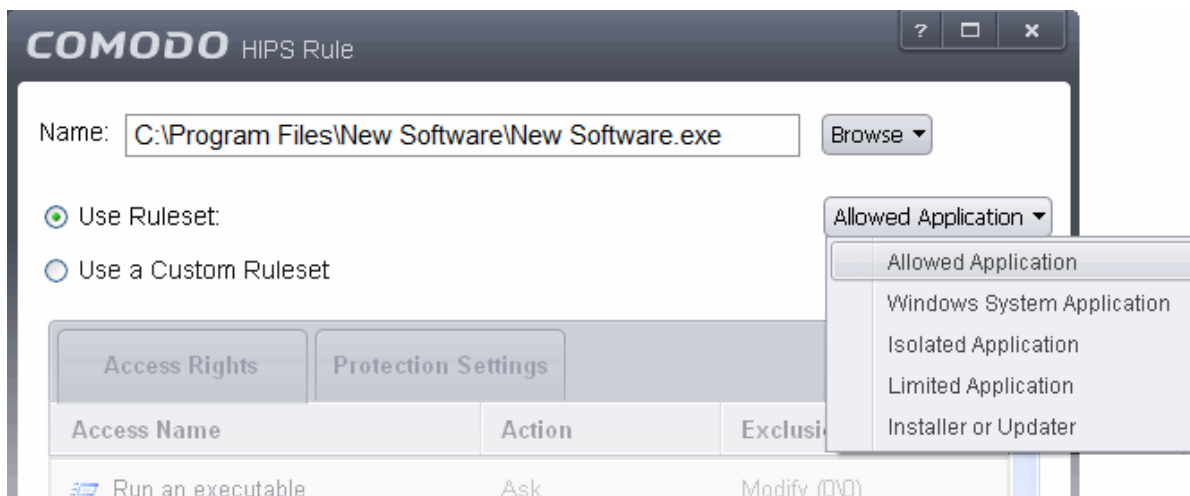 COMODO HIPS Rule
?
Name: C:\Program Files\New Software\New Software.exe Browse
Use Ruleset: Allowed Application
Use a Custom Ruleset
Allowed Application
Windows System Application
Isolated Application
Limited Application
Installer or Updater
Access Rights Protection Settings
Access Name Action
Run an executable Ask Modify (0\0)